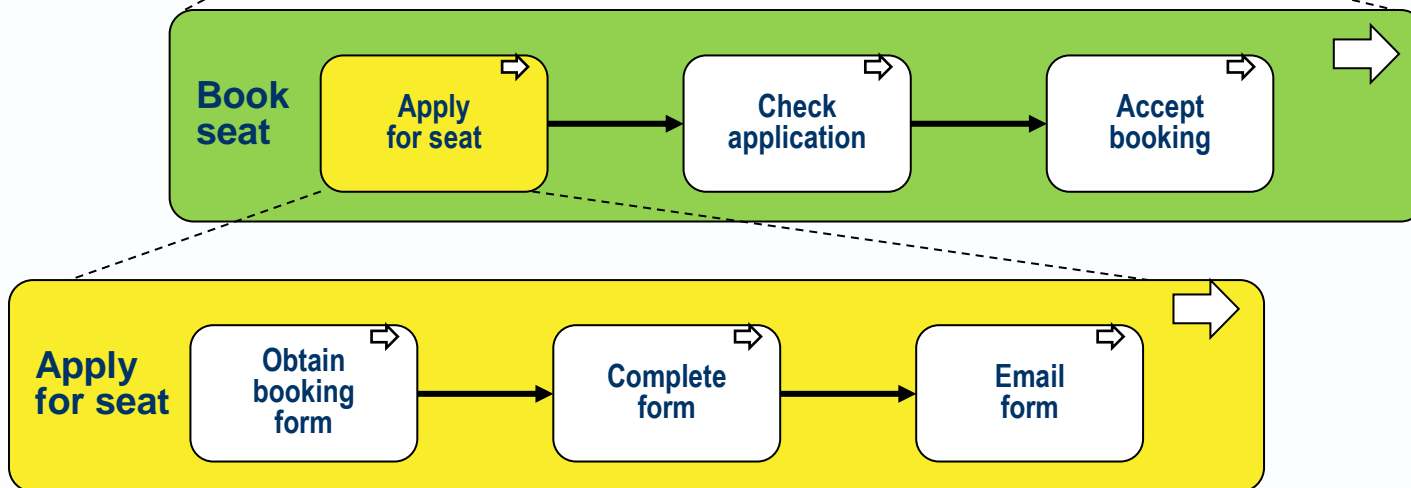 Book
seat
Apply
for seat
Check
application
Accept
booking
Apply
for seat
Obtain
booking
form
Complete
form
Email
form